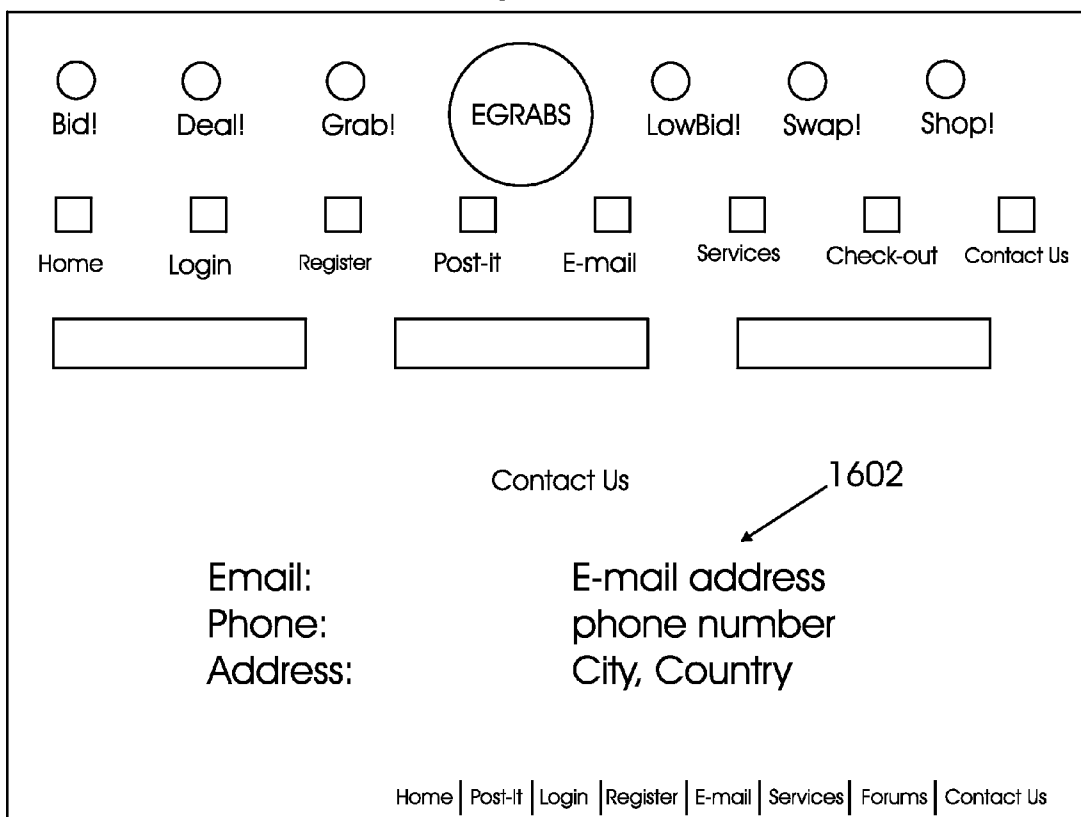 Bid! Deal! Grab! EGRABS LowBid! Swap! Shop!
Home Login Register Post-it E-mail Services Check-out Contact Us
Contact Us 1602
Email: E-mail address
Phone: phone number
Address: City, Country
Home | Post-It | Login | Register | E-mail | Services | Forums | Contact Us